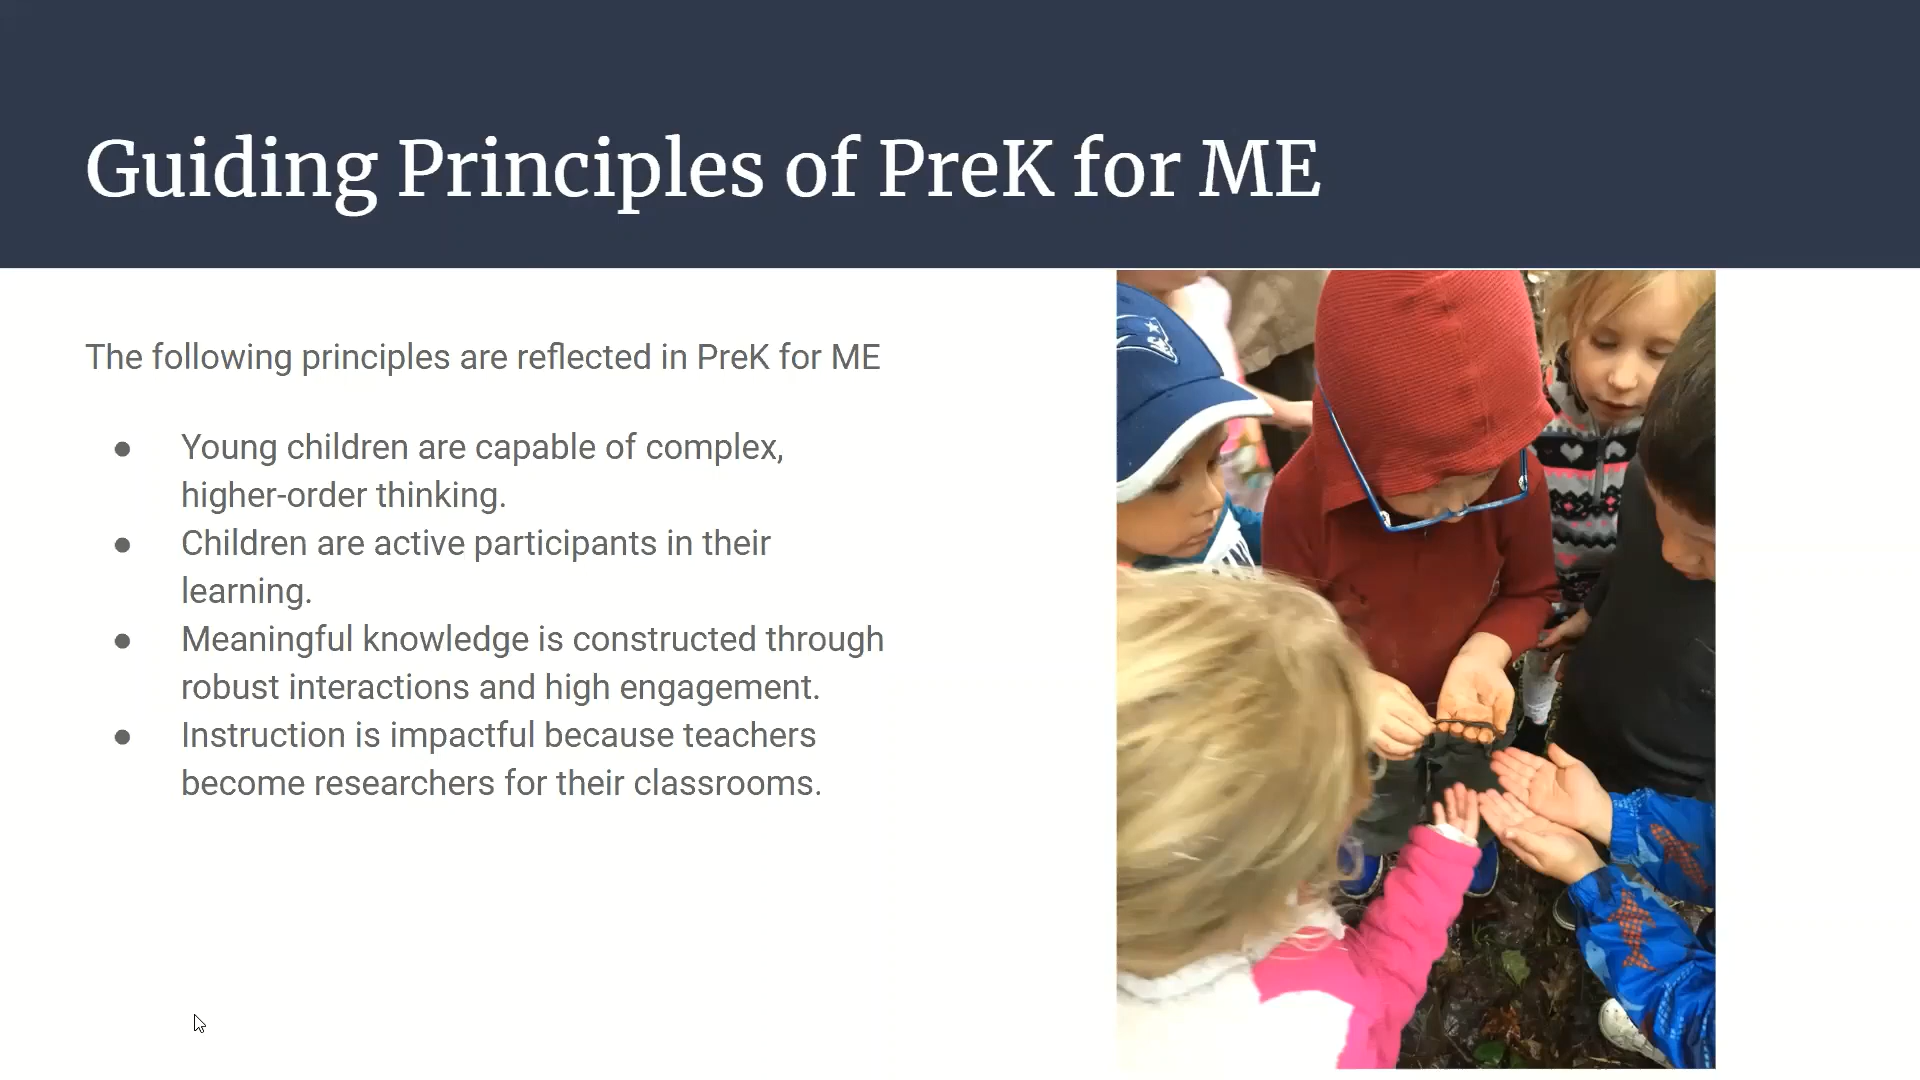 Guiding Principles of PreK for ME
The following principles are reflected in PreK for ME
● Young children are capable of complex,
higher-order thinking.
● Children are active participants in their
learning.
● Meaningful knowledge is constructed through
robust interactions and high engagement.
● Instruction is impactful because teachers
become researchers for their classrooms.